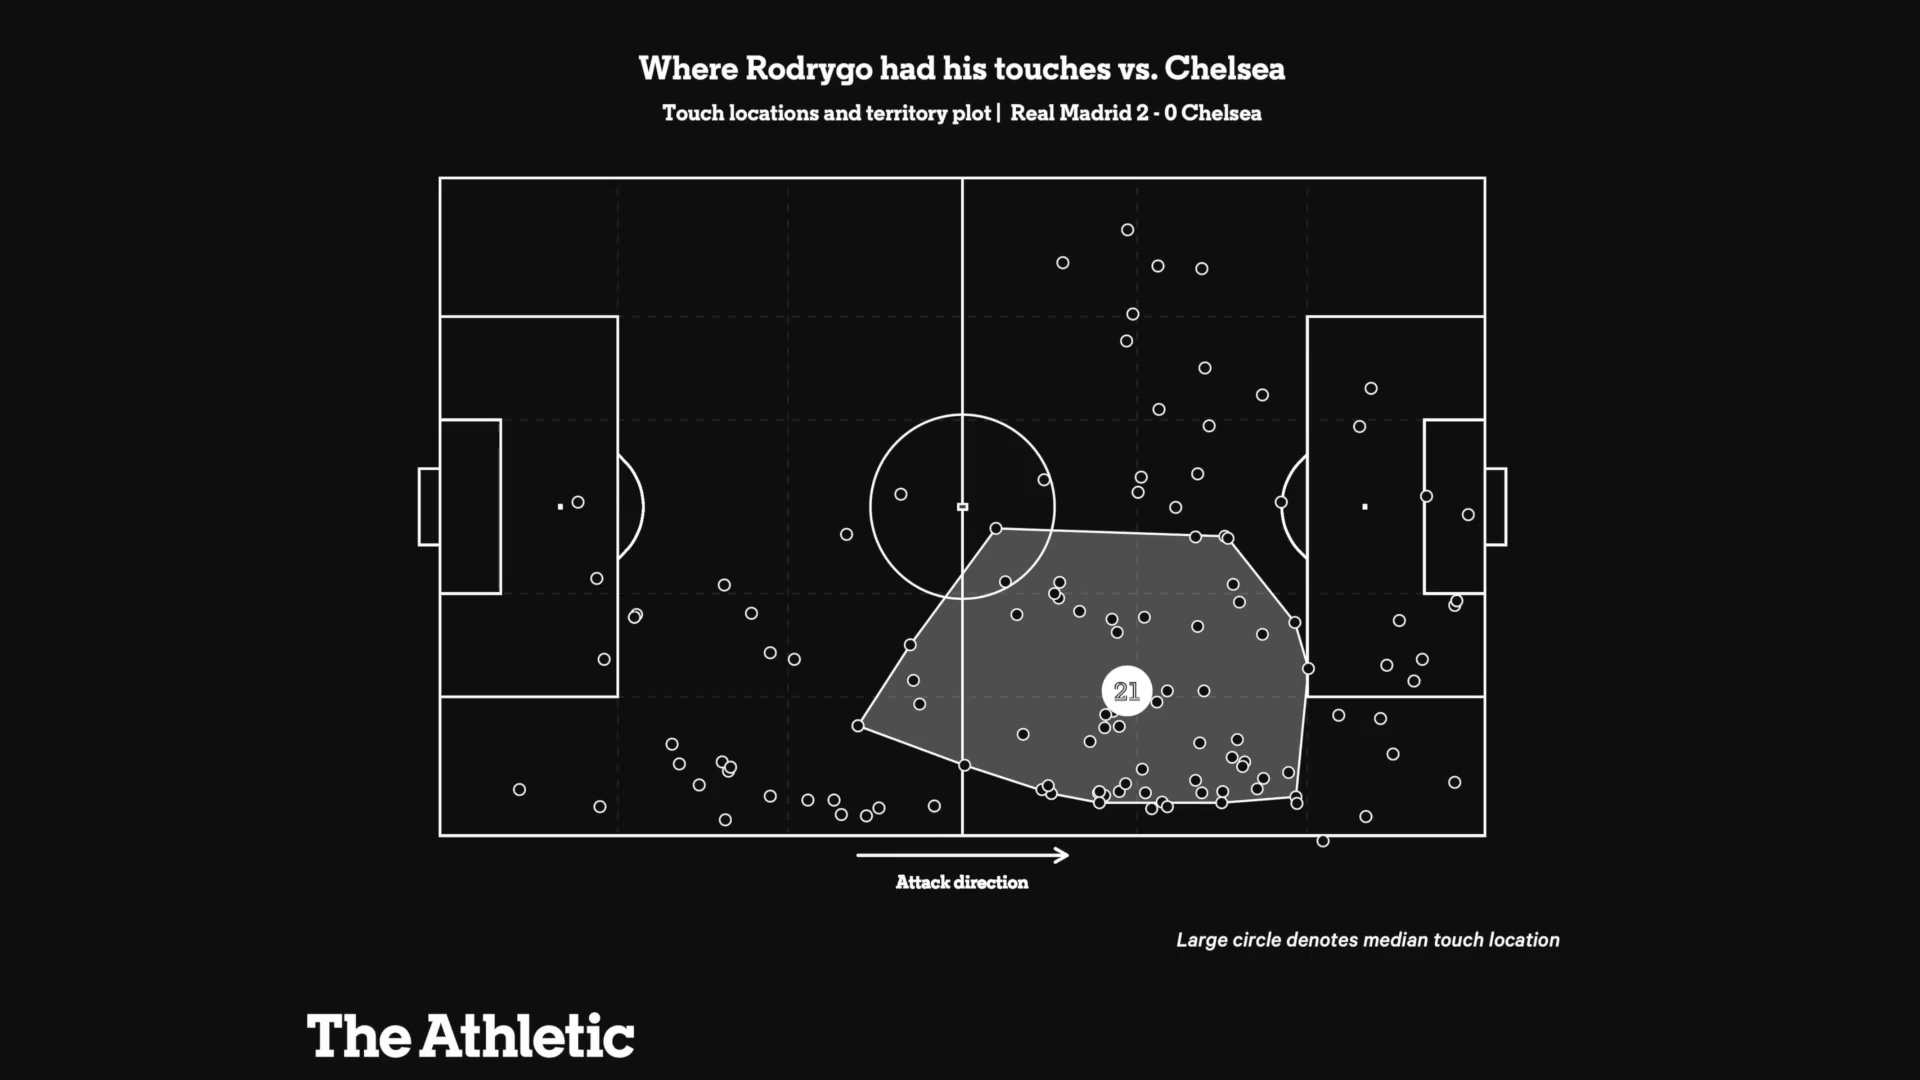 Where Rodrygo had his touches vs. Chelsea
Touch locations and territory plot | Real Madrid 2 - 0 Chelsea
21
Attack direction
Large circle denotes median touch location
The Athletic